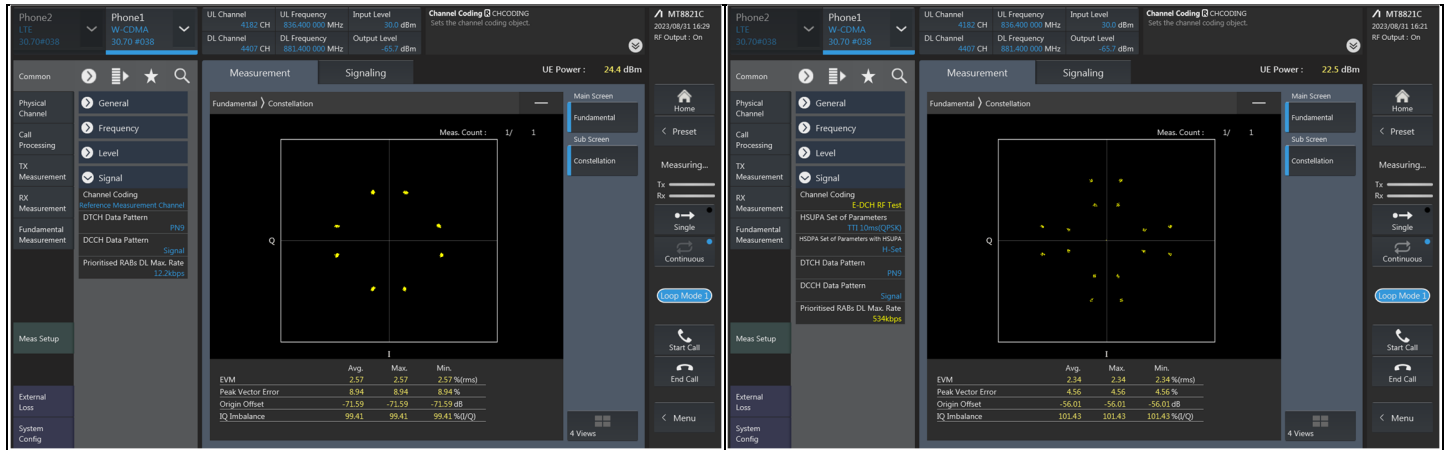 Phone2
LTE
30.70#038
Phone1
W-CDMA
30.70 #038
UL Channel
4182 CH
UL Frequency
836.400 000 MHz
Input Level
30.0 dBm
DL Channel
4407 CH
DL Frequency
881.400 000 MHz
Output Level
-65.7 dBm
Channel Coding R CHCODING
Sets the channel coding object.
MT8821C
2023/08/31 16:29
RF Output : On
Common
Physical
Channel
Call
Processing
TX
Measurement
RX
Measurement
Fundamental
Measurement
Meas Setup
External
Loss
System
Config
General
Frequency
Level
Signal
Channel Coding
Reference Measurement Channel
DTCH Data Pattern
PN9
DCCH Data Pattern
Signal
Prioritised RABs DL Max. Rate
12.2kbps
Measurement
Signaling
UE Power : 24.4 dBm
Fundamental ❭ Constellation
Meas. Count : 1/ 1
Q
I
Avg. Max. Min.
EVM 2.57 2.57 2.57 %(rms)
Peak Vector Error 8.94 8.94 8.94 %
Origin Offset -71.59 -71.59 -71.59 dB
IQ Imbalance 99.41 99.41 99.41 %(I/Q)
Main Screen
Fundamental
Sub Screen
Constellation
4 Views
Home
< Preset
Measuring...
Tx
Rx
Single
Continuous
Loop Mode 1
Start Call
End Call
< Menu
Phone2
LTE
30.70#038
Phone1
W-CDMA
30.70 #038
UL Channel
4182 CH
UL Frequency
836.400 000 MHz
Input Level
30.0 dBm
DL Channel
4407 CH
DL Frequency
881.400 000 MHz
Output Level
-65.7 dBm
Channel Coding R CHCODING
Sets the channel coding object.
MT8821C
2023/08/31 16:21
RF Output : On
Common
Physical
Channel
Call
Processing
TX
Measurement
RX
Measurement
Fundamental
Measurement
Meas Setup
External
Loss
System
Config
General
Frequency
Level
Signal
Channel Coding
E-DCH RF Test
HSUPA Set of Parameters
TTI 10ms(QPSK)
HSDPA Set of Parameters with HSUPA
H-Set
DTCH Data Pattern
PN9
DCCH Data Pattern
Signal
Prioritised RABs DL Max. Rate
534kbps
Measurement
Signaling
UE Power : 22.5 dBm
Fundamental ❭ Constellation
Meas. Count : 1/ 1
Q
I
Avg. Max. Min.
EVM 2.34 2.34 2.34 %(rms)
Peak Vector Error 4.56 4.56 4.56 %
Origin Offset -56.01 -56.01 -56.01 dB
IQ Imbalance 101.43 101.43 101.43 %(I/Q)
Main Screen
Fundamental
Sub Screen
Constellation
4 Views
Home
< Preset
Measuring...
Tx
Rx
Single
Continuous
Loop Mode 1
Start Call
End Call
< Menu